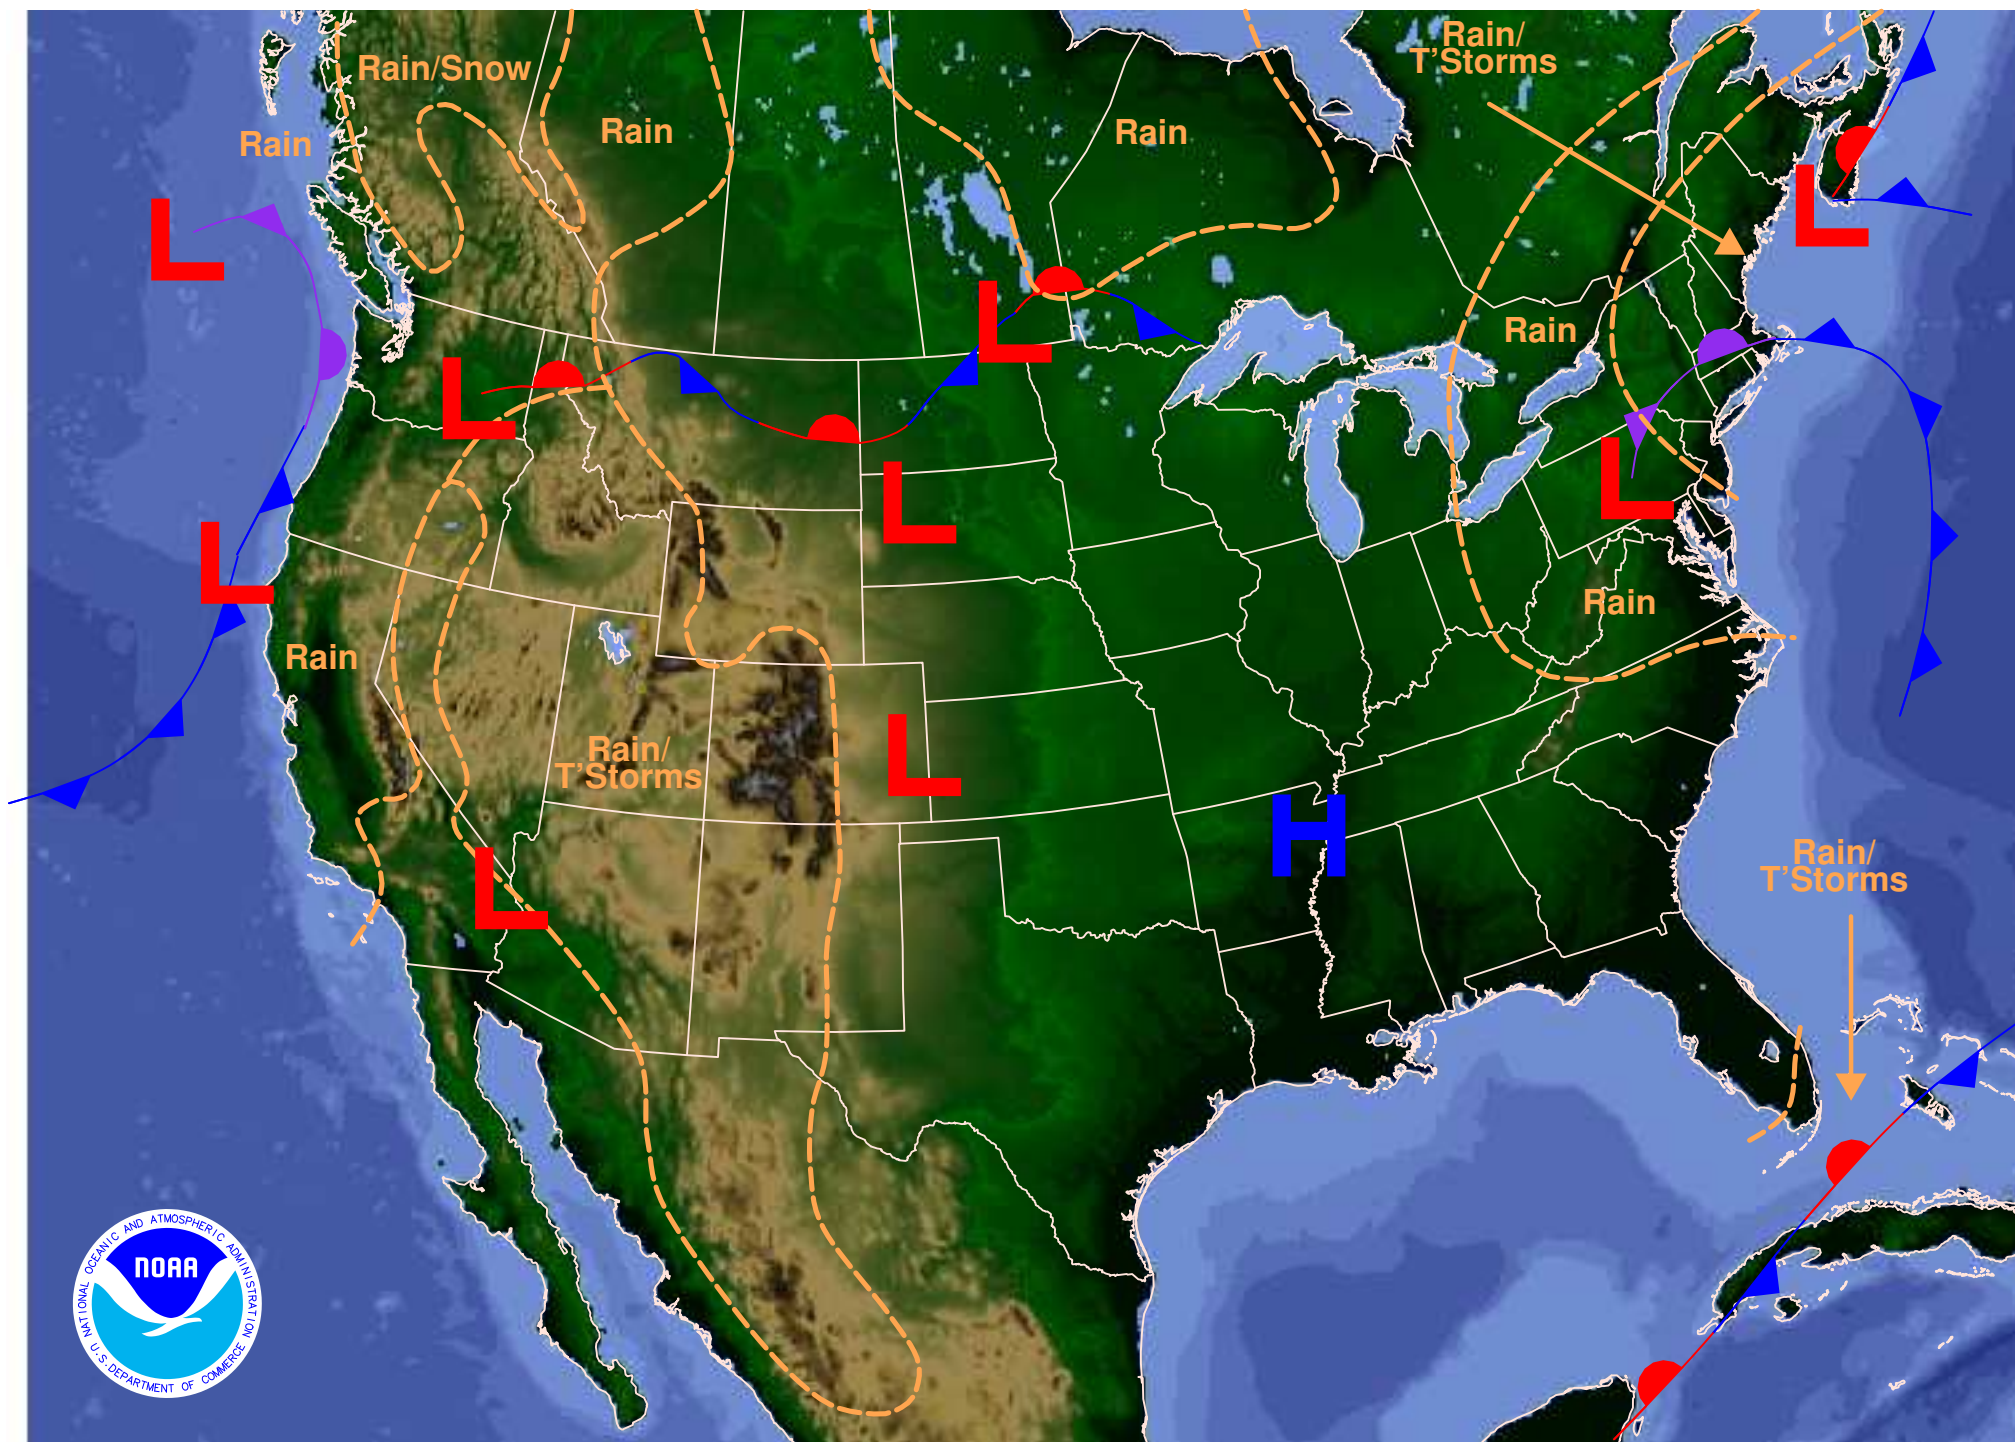 Rain/
T'Storms
Rain/Snow
Rain
Rain
Rain
L
L
L
Rain
L
L
L
L
L
Rain
Rain
L
Rain/
T'Storms
H
L
Rain/
T'Storms
NOAA
NATIONAL OCEANIC AND ATMOSPHERIC ADMINISTRATION
U.S. DEPARTMENT OF COMMERCE